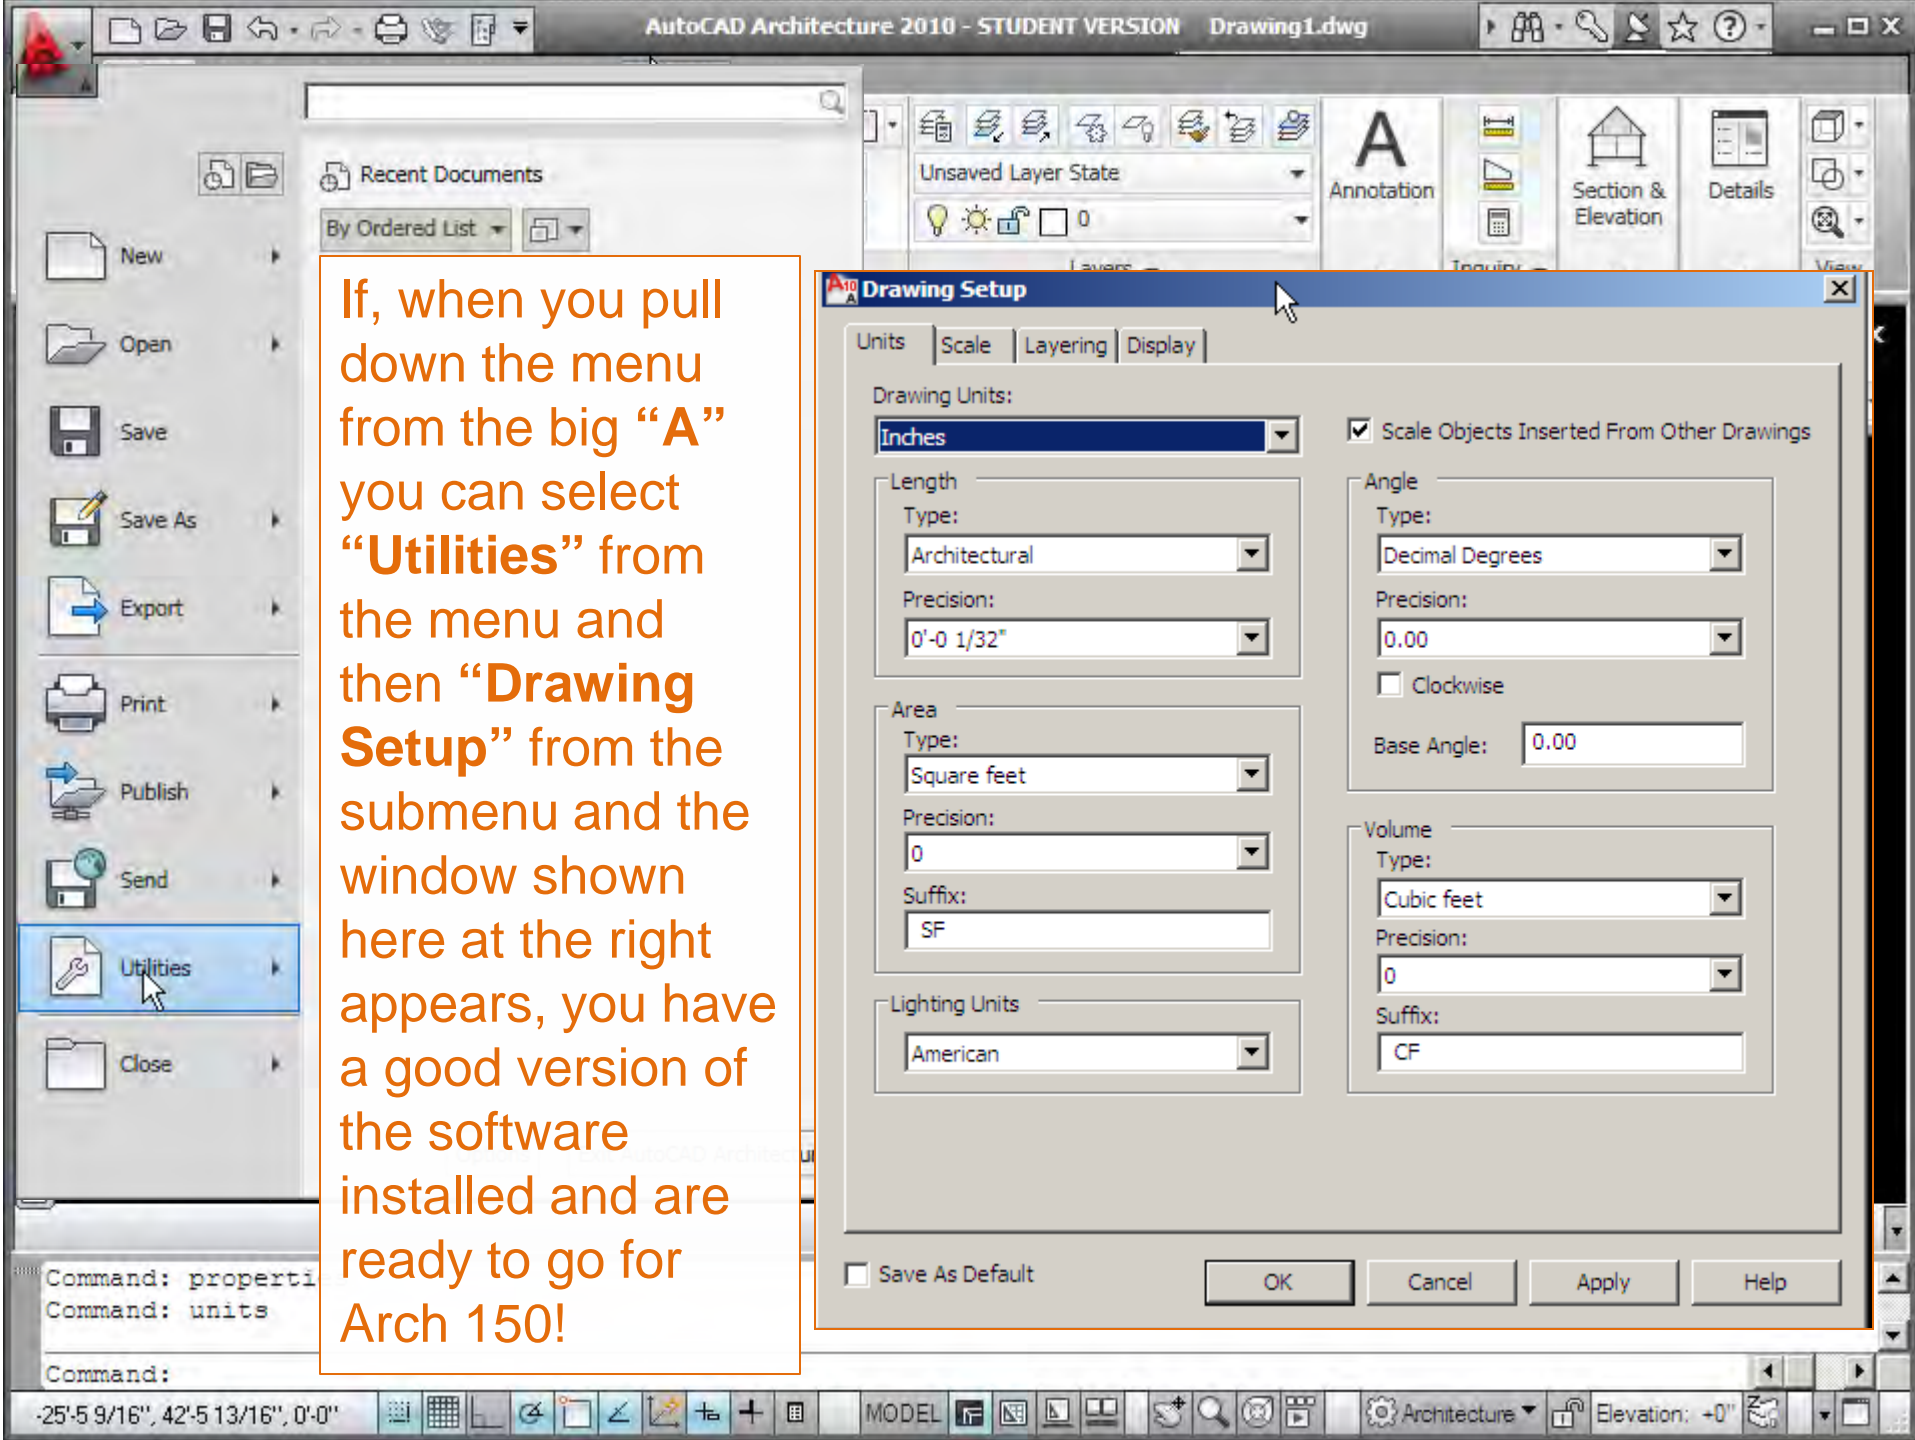 AutoCAD Architecture 2010 - STUDENT VERSION Drawing1.dwg
Recent Documents
By Ordered List
New
Open
Save
Save As
Export
Print
Publish
Send
Utilities
Close
Unsaved Layer State
0
Layers
Annotation
Inquiry
Section &
Elevation
Details
View
If, when you pull
down the menu
from the big “A”
you can select
“Utilities” from
the menu and
then “Drawing
Setup” from the
submenu and the
window shown
here at the right
appears, you have
a good version of
the software
installed and are
ready to go for
Arch 150!
Drawing Setup
Units Scale Layering Display
Drawing Units:
Inches
Scale Objects Inserted From Other Drawings
Length
Type:
Architectural
Precision:
0'-0 1/32"
Area
Type:
Square feet
Precision:
0
Suffix:
SF
Lighting Units
American
Angle
Type:
Decimal Degrees
Precision:
0.00
Clockwise
Base Angle: 0.00
Volume
Type:
Cubic feet
Precision:
0
Suffix:
CF
Save As Default
OK Cancel Apply Help
Command: properti
Command: units
Command:
-25'-5 9/16", 42'-5 13/16", 0'-0"
MODEL
Architecture
Elevation: +0"